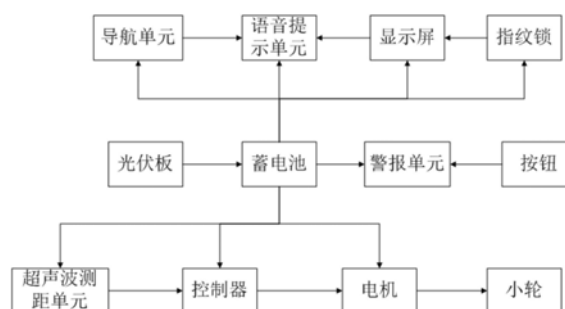 导航单元
语音提
示单元
显示屏
指纹锁
光伏板
蓄电池
警报单元
按钮
超声波测
距单元
控制器
电机
小轮